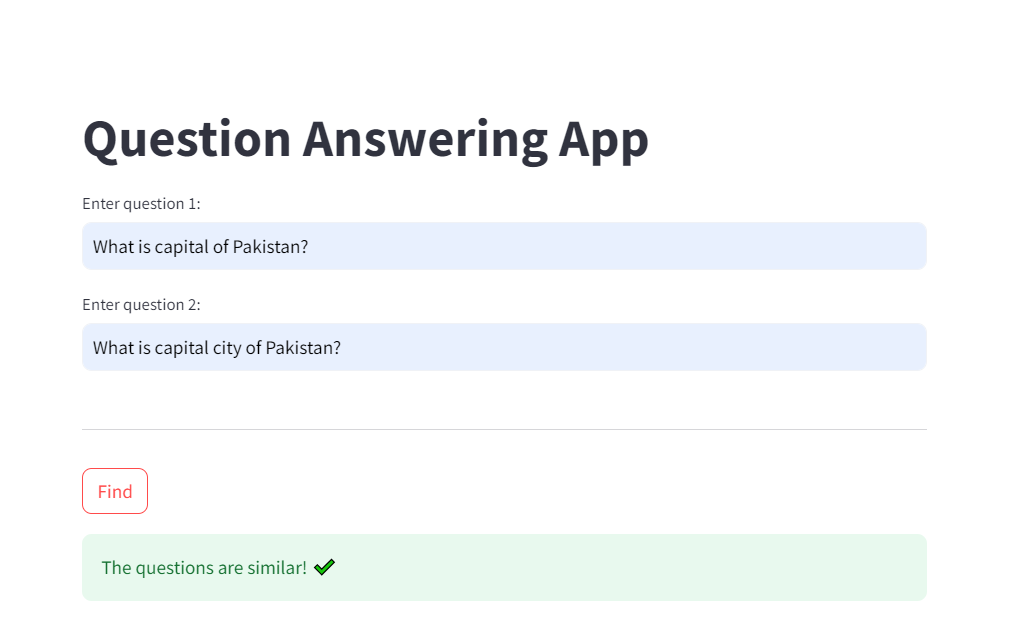 Question Answering App
Enter question 1:
What is capital of Pakistan?
Enter question 2:
What is capital city of Pakistan?
Find
The questions are similar! ✔